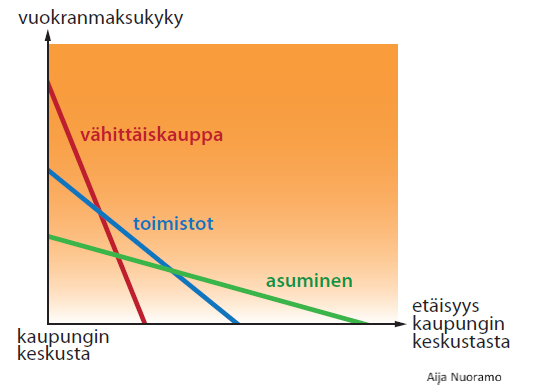 vuokranmaksukyky
vähittäiskauppa
toimistot
asuminen
etäisyys
kaupungin
keskustasta
kaupungin
keskusta
Aija Nuoramo